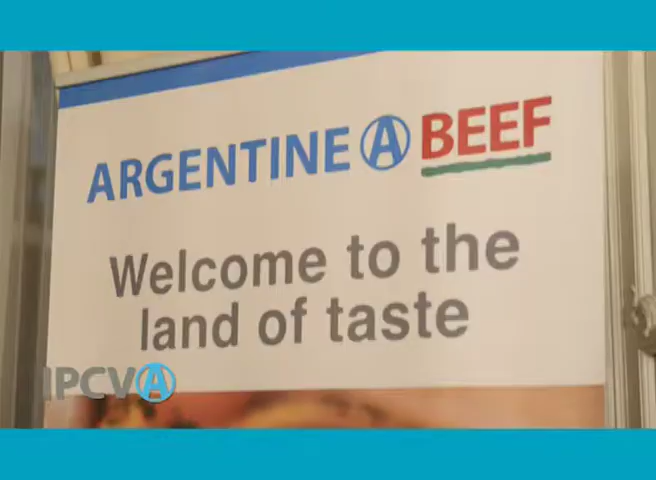 ARGENTINE A BEEF
Welcome to the
land of taste
IPCVA